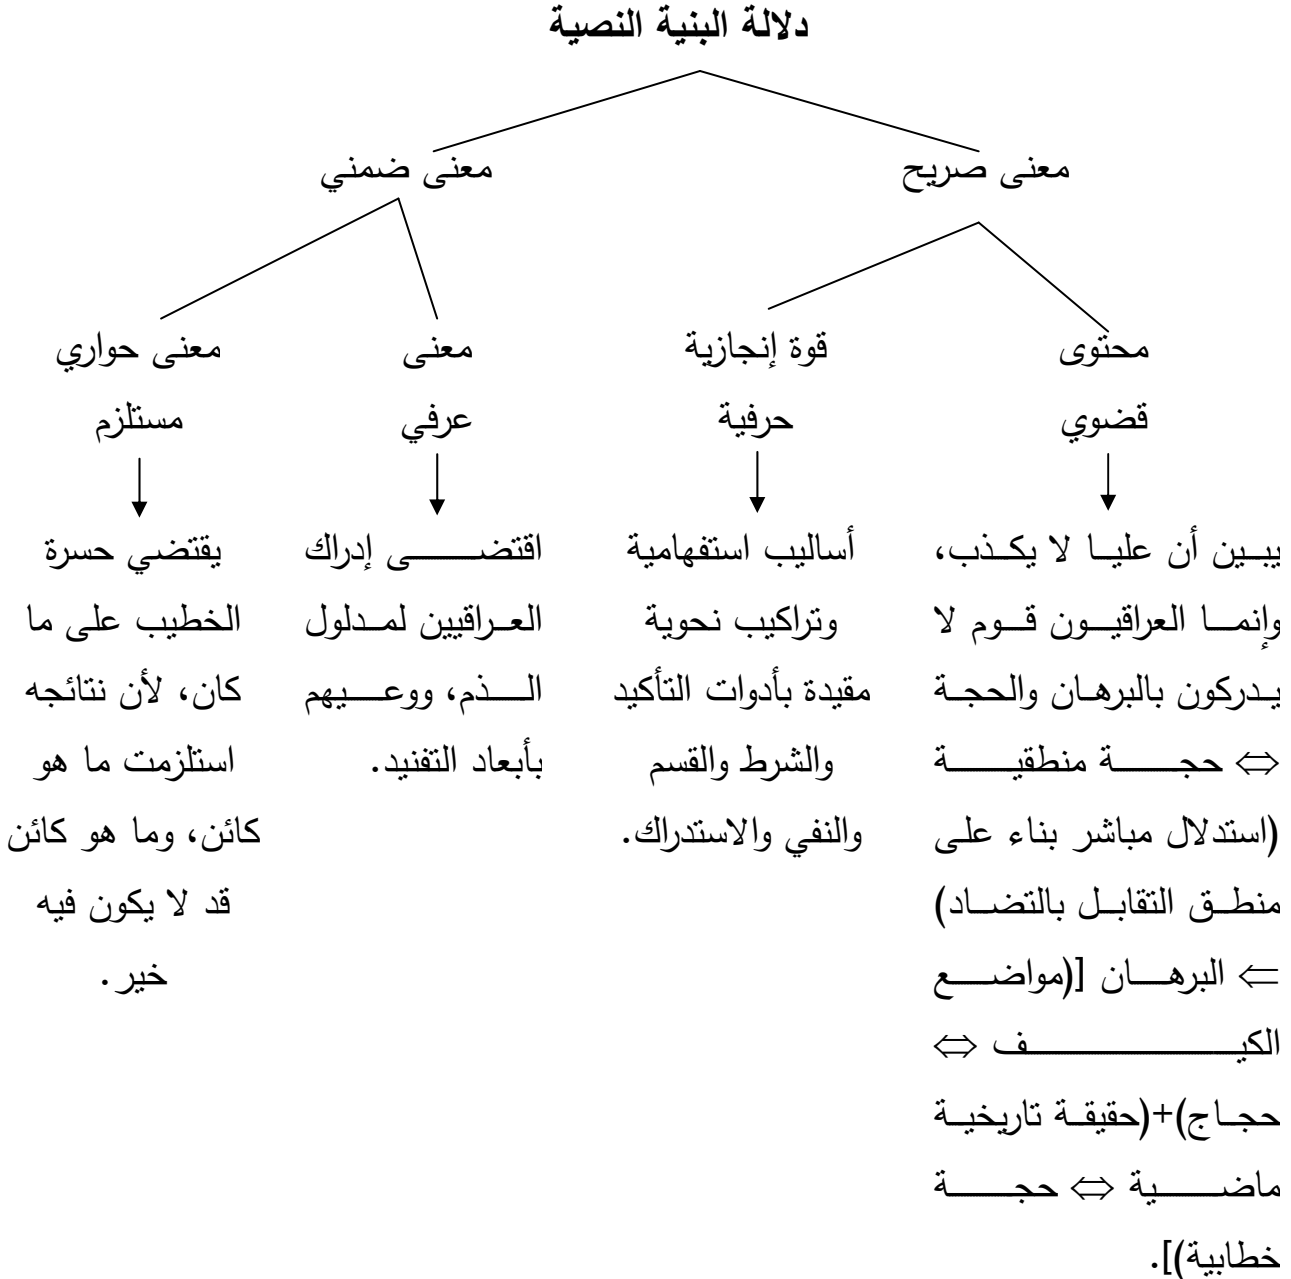 دلالة البنية النصية
معنى صريح
معنى ضمني
محتوى
قضوي
قوة إنجازية
حرفية
معنى
عرفي
معنى حواري
مستلزم
يبين أن عليا لا يكذب،
وإنما العراقيون قوم لا
يدركون بالبرهان والحجة
⇔ حجة منطقية
(استدلال مباشر بناء على
منطق التقابل بالتضاد)
⇐ البرهان [(مواضع
الكيف ⇔
حجاج)+(حقيقة تاريخية
ماضية ⇔ حجة
خطابية)].
أساليب استفهامية
وتراكيب نحوية
مقيدة بأدوات التأكيد
والشرط والقسم
والنفي والاستدراك.
اقتضى إدراك
العراقيين لمدلول
الذم، ووعيهم
بأبعاد التفنيد.
يقتضي حسرة
الخطيب على ما
كان، لأن نتائجه
استلزمت ما هو
كائن، وما هو كائن
قد لا يكون فيه
خير.